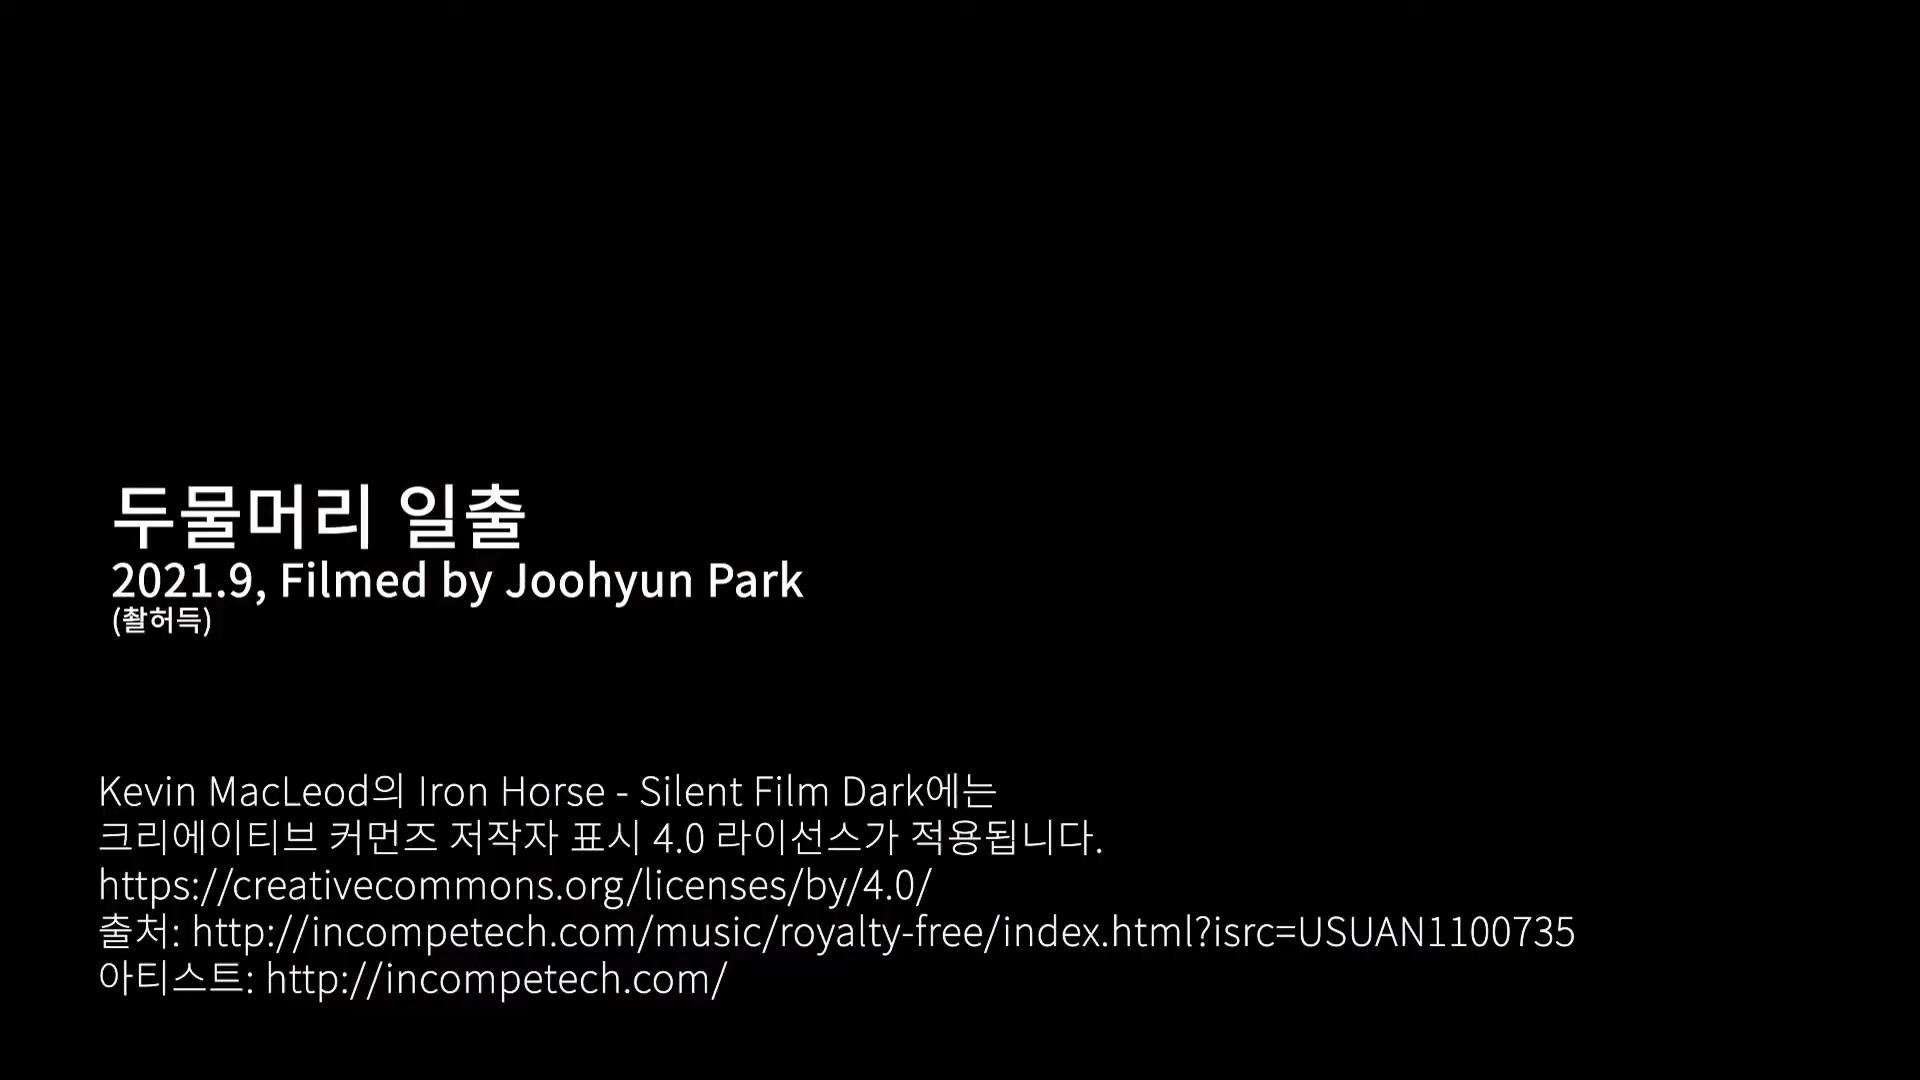 두물머리 일출
2021.9, Filmed by Joohyun Park
(촬허득)
Kevin MacLeod의 Iron Horse - Silent Film Dark에는
크리에이티브 커먼즈 저작자 표시 4.0 라이선스가 적용됩니다.
https://creativecommons.org/licenses/by/4.0/
출처: http://incompetech.com/music/royalty-free/index.html?isrc=USUAN1100735
아티스트: http://incompetech.com/